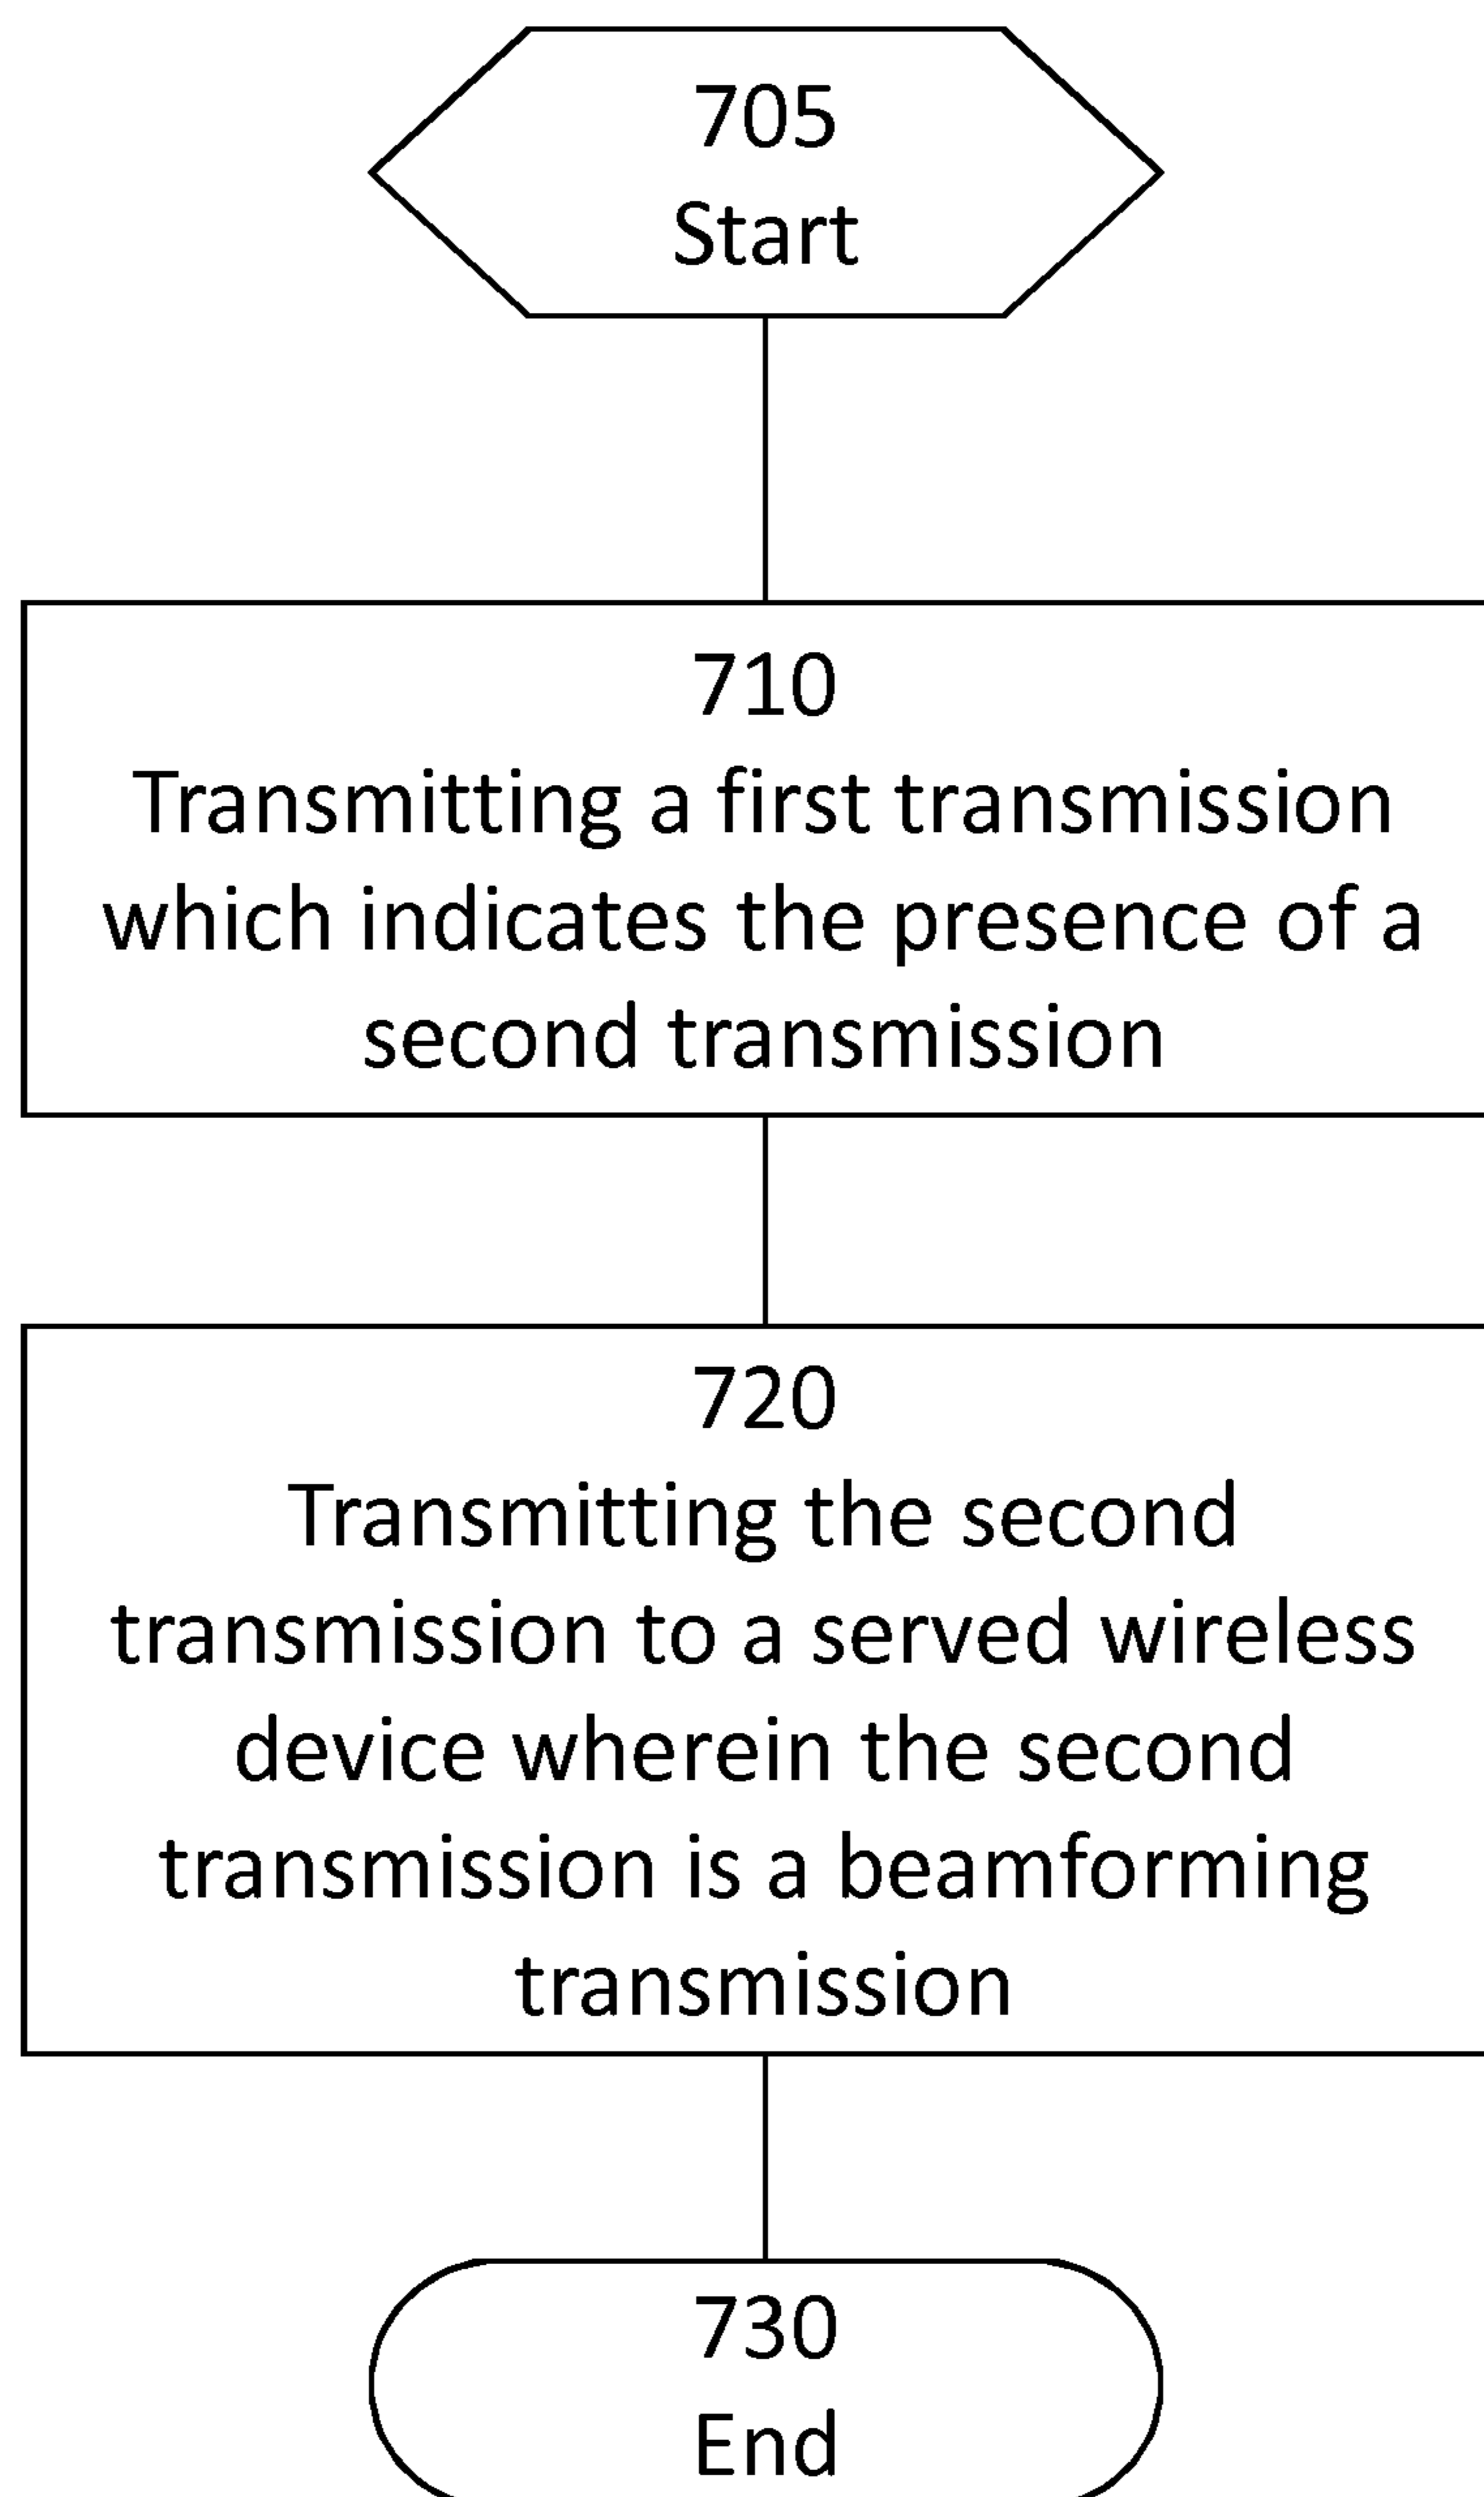 705
Start
710
Transmitting a first transmission
which indicates the presence of a
second transmission
720
Transmitting the second
transmission to a served wireless
device wherein the second
transmission is a beamforming
transmission
730
End